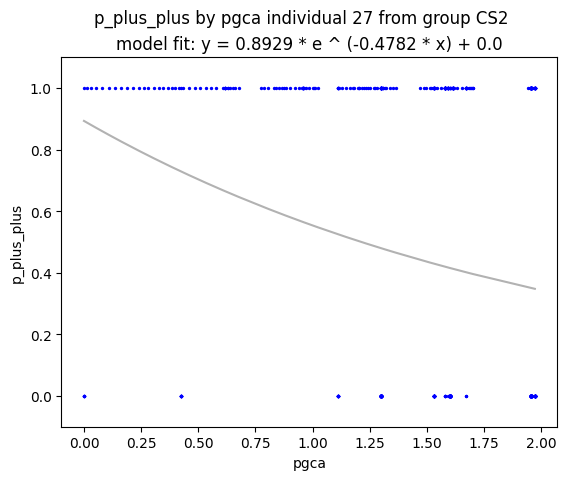 p_plus_plus by pgca individual 27 from group CS2
model fit: y = 0.8929 * e ^ (-0.4782 * x) + 0.0
1.0
0.8
0.6
0.4
0.2
0.0
p_plus_plus
0.00 0.25 0.50 0.75 1.00 1.25 1.50 1.75 2.00
pgca